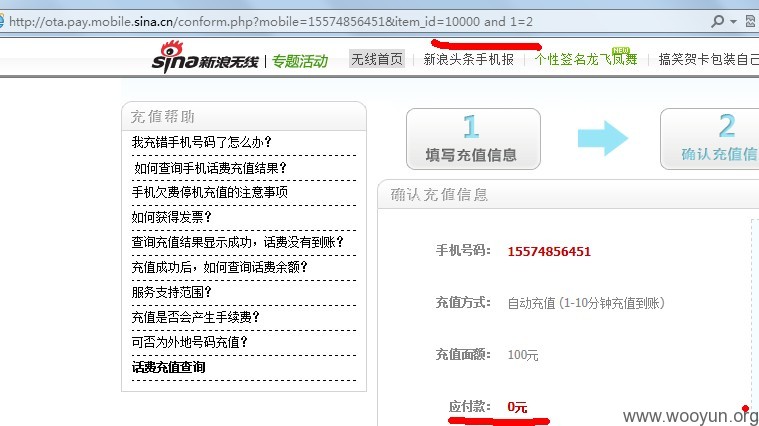 http://ota.pay.mobile.sina.cn/conform.php?mobile=15574856451&item_id=10000 and 1=2
sina新浪无线 | 专题活动 无线首页 | 新浪头条手机报 | 个性签名龙飞凤舞 NEW | 搞笑贺卡包装自己
充值帮助
我充错手机号码了怎么办?
如何查询手机话费充值结果?
手机欠费停机充值的注意事项
如何获得发票?
查询充值结果显示成功，话费没有到账?
充值成功后，如何查询话费余额?
服务支持范围?
充值是否会产生手续费?
可否为外地号码充值?
话费充值查询
1
填写充值信息
2
确认充值信
确认充值信息
手机号码： 15574856451
充值方式： 自动充值 (1-10分钟充值到账)
充值面额： 100元
应付款： 0元
www.wooyun.org